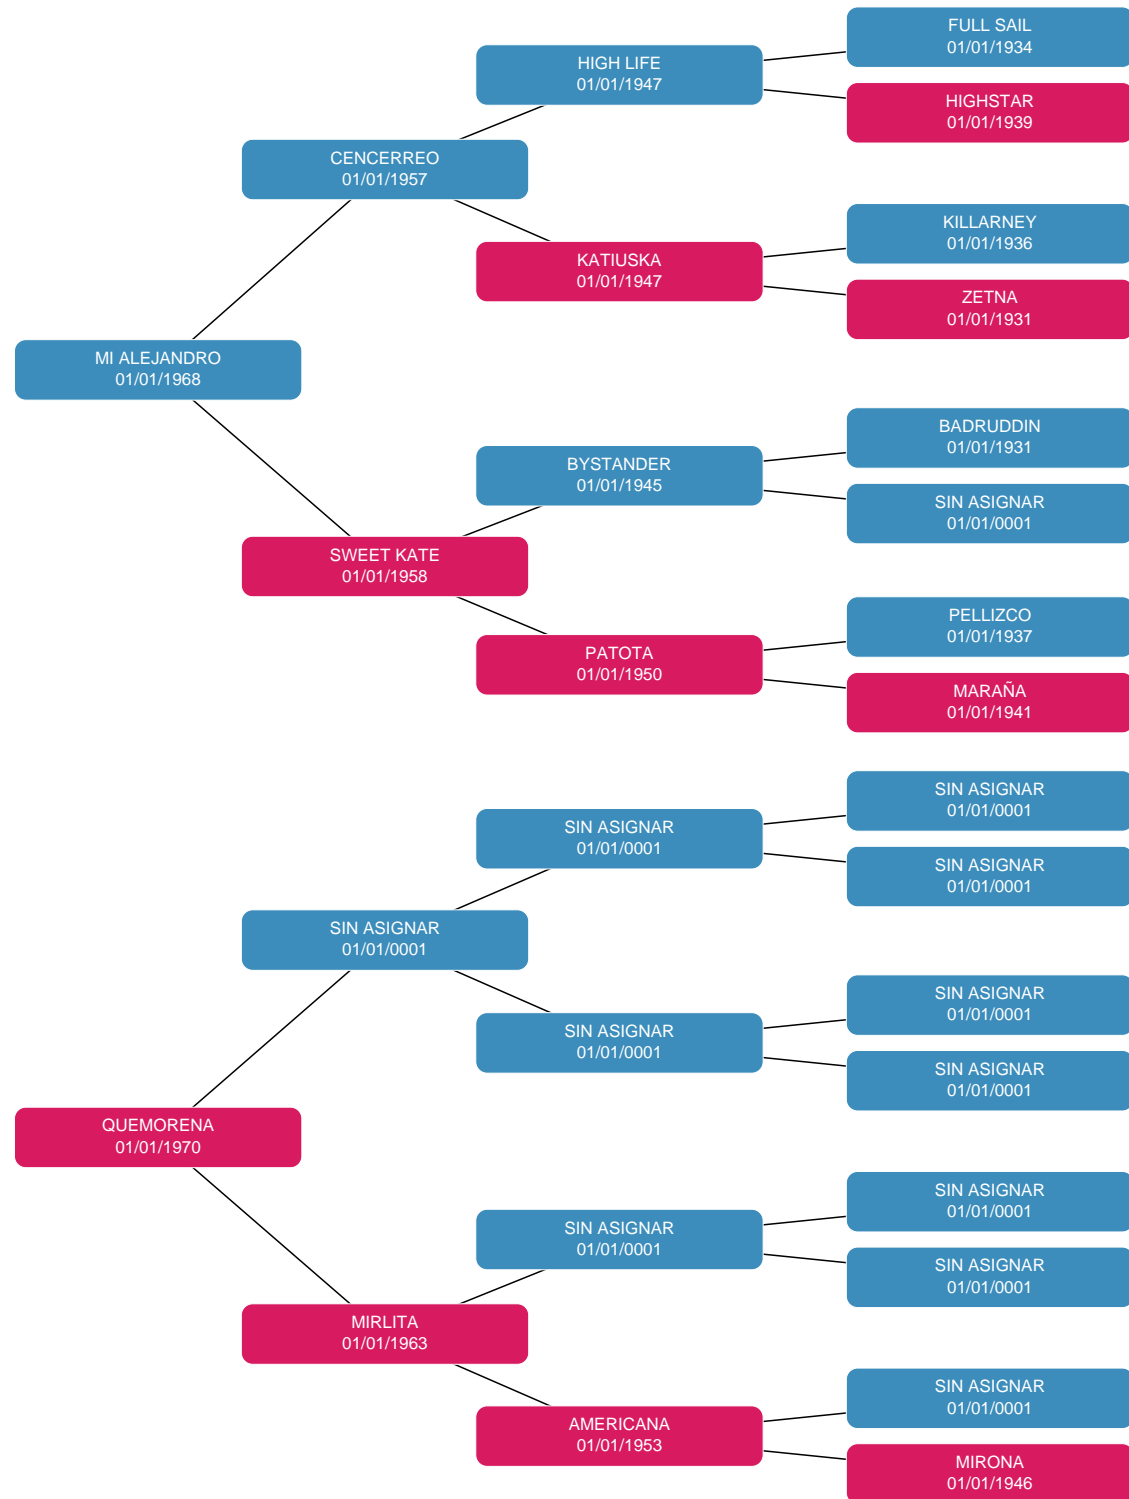 FULL SAIL
01/01/1934
HIGH LIFE
01/01/1947
HIGHSTAR
01/01/1939
CENCERREO
01/01/1957
KILLARNEY
01/01/1936
KATIUSKA
01/01/1947
ZETNA
01/01/1931
MI ALEJANDRO
01/01/1968
BADRUDDIN
01/01/1931
BYSTANDER
01/01/1945
SIN ASIGNAR
01/01/0001
SWEET KATE
01/01/1958
PELLIZCO
01/01/1937
PATOTA
01/01/1950
MARAÑA
01/01/1941
SIN ASIGNAR
01/01/0001
SIN ASIGNAR
01/01/0001
SIN ASIGNAR
01/01/0001
SIN ASIGNAR
01/01/0001
SIN ASIGNAR
01/01/0001
SIN ASIGNAR
01/01/0001
SIN ASIGNAR
01/01/0001
QUEMORENA
01/01/1970
SIN ASIGNAR
01/01/0001
SIN ASIGNAR
01/01/0001
SIN ASIGNAR
01/01/0001
MIRLITA
01/01/1963
SIN ASIGNAR
01/01/0001
AMERICANA
01/01/1953
MIRONA
01/01/1946